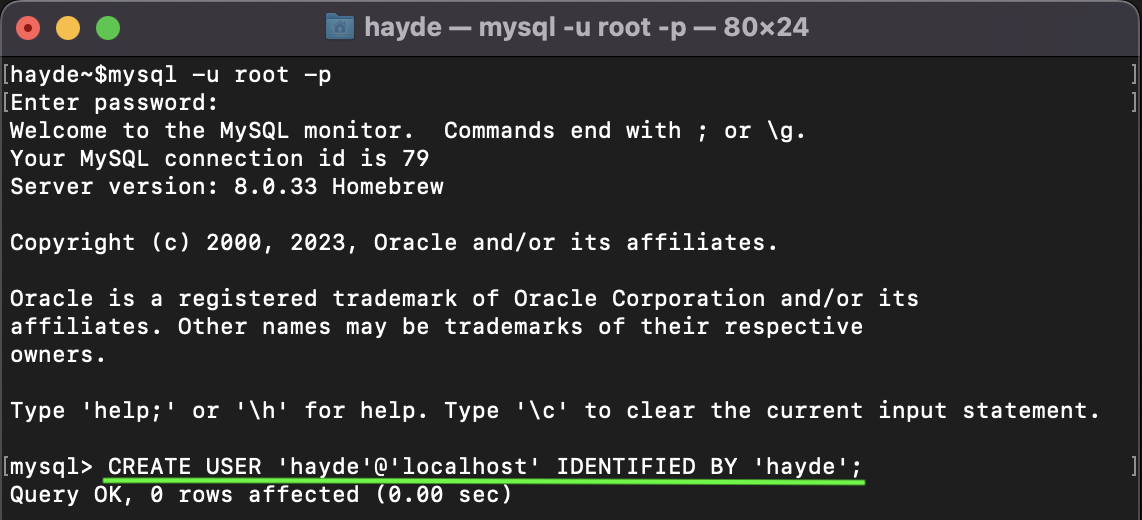 hayde — mysql -u root -p — 80×24
[hayde~$mysql -u root -p ]
[Enter password: ]
Welcome to the MySQL monitor.  Commands end with ; or \g.
Your MySQL connection id is 79
Server version: 8.0.33 Homebrew
Copyright (c) 2000, 2023, Oracle and/or its affiliates.
Oracle is a registered trademark of Oracle Corporation and/or its
affiliates. Other names may be trademarks of their respective
owners.
Type 'help;' or '\h' for help. Type '\c' to clear the current input statement.
[mysql> CREATE USER 'hayde'@'localhost' IDENTIFIED BY 'hayde'; ]
Query OK, 0 rows affected (0.00 sec)